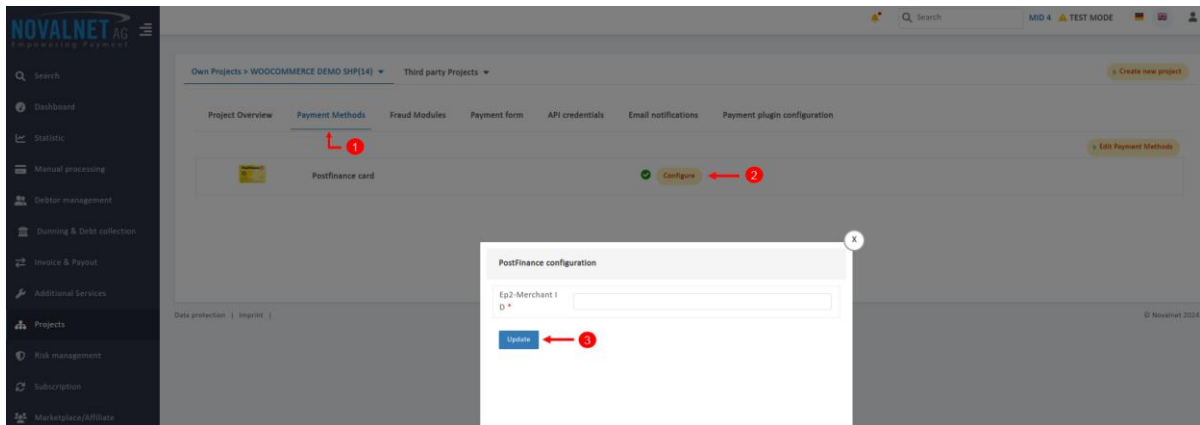 NOVALNET AG
Empowering Payment
Search
MID 4
TEST MODE
Search
Dashboard
Statistic
Manual processing
Debtor management
Dunning & Debt collection
Invoice & Payout
Additional Services
Projects
Risk management
Subscription
Marketplace/Affiliate
Own Projects > WOOCOMMERCE DEMO SHP(14)
Third party Projects
Create new project
Project Overview
Payment Methods
Fraud Modules
Payment form
API credentials
Email notifications
Payment plugin configuration
1
Edit Payment Methods
Postfinance card
Configure
2
X
PostFinance configuration
Ep2-Merchant I
D *
Update
3
Data protection | Imprint |
© Novalnet 2024